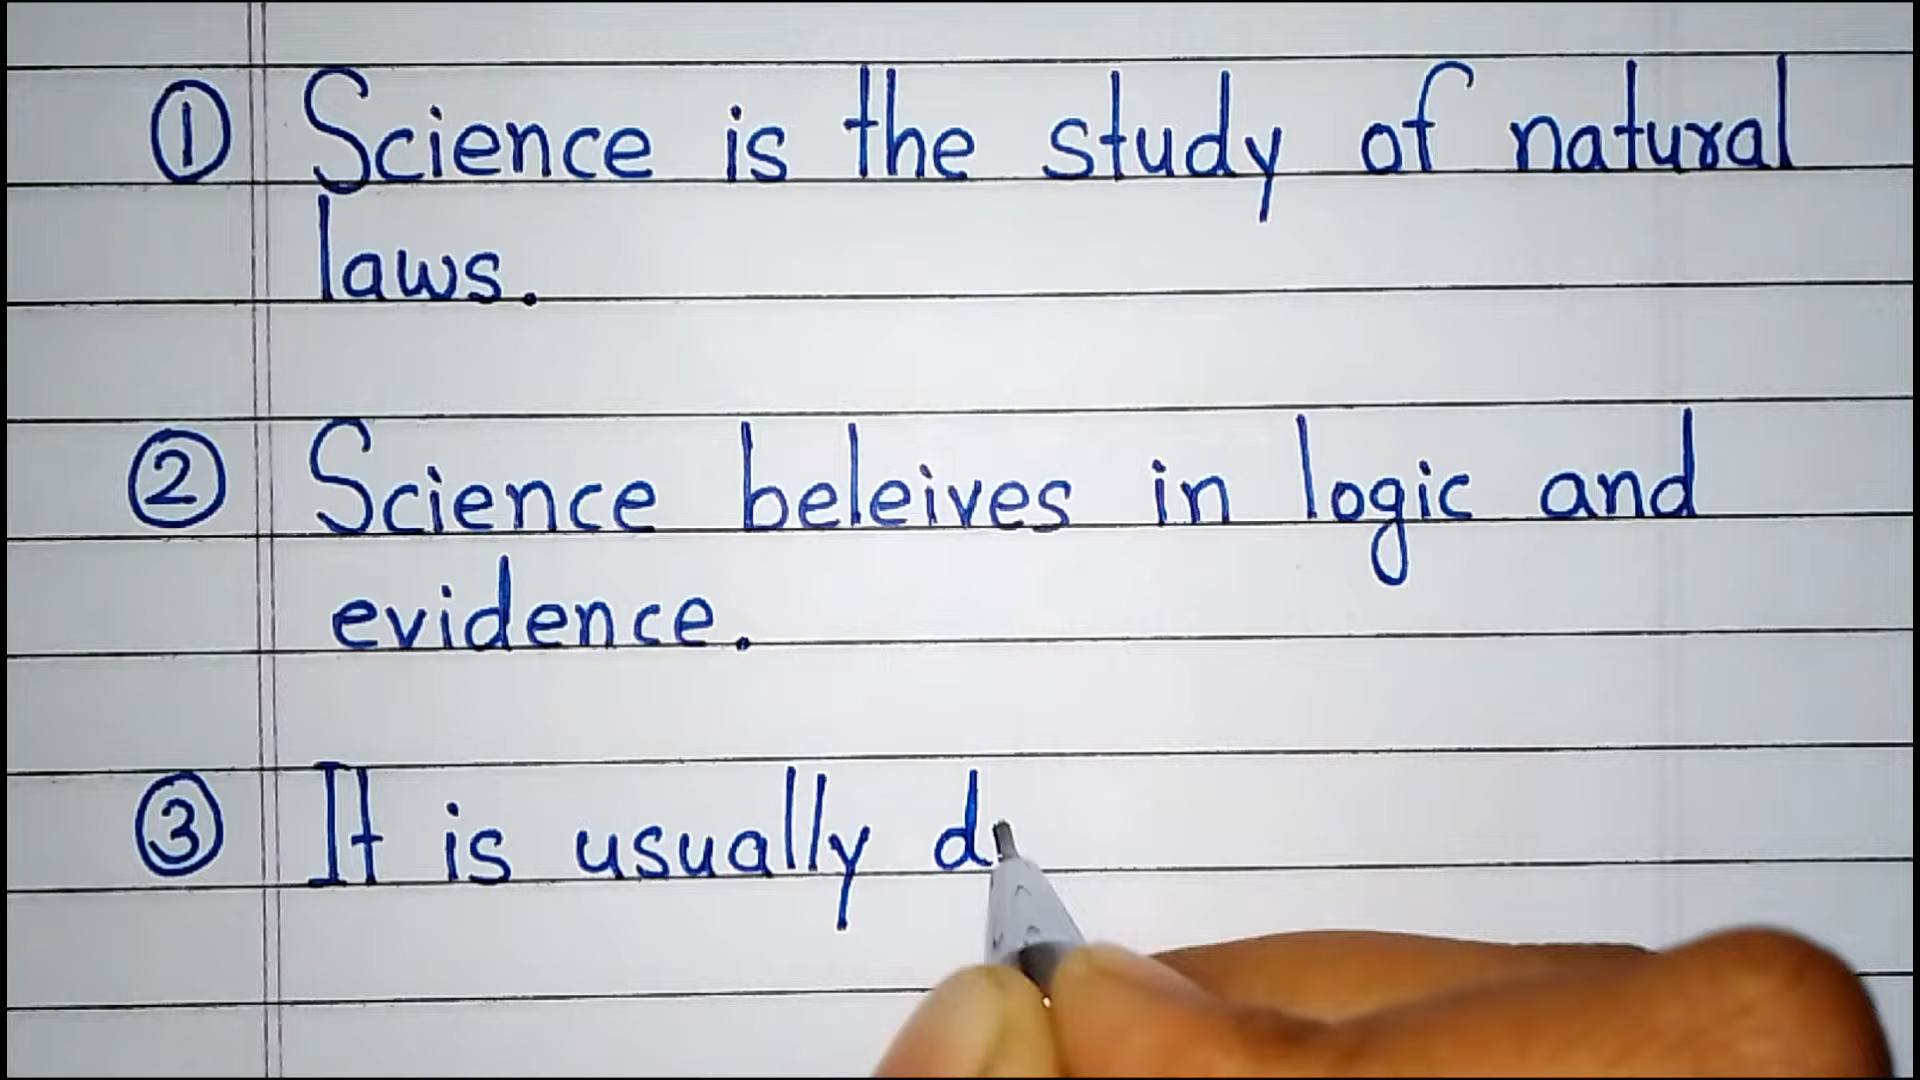 ① Science is the study of natural
laws.
② Science beleives in logic and
evidence.
③ It is usually